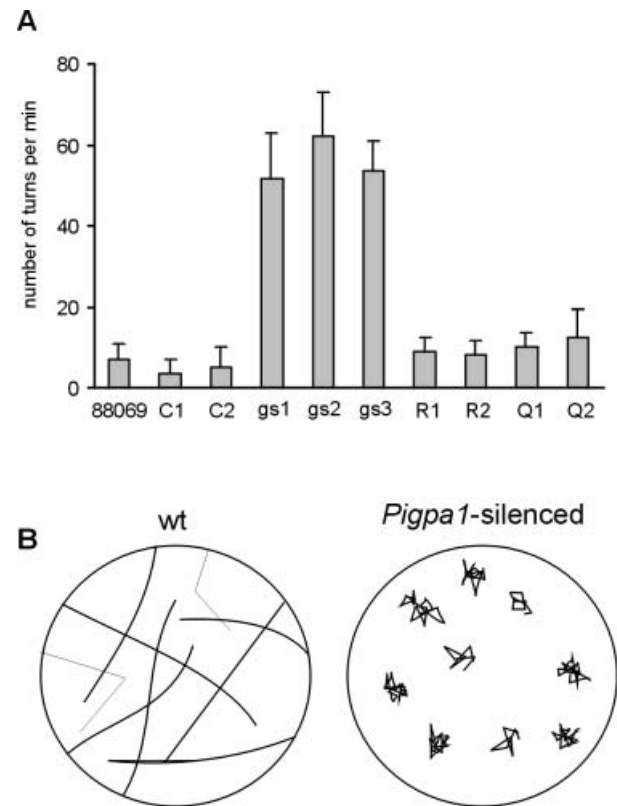 A
number of turns per min
80
60
40
20
0
88069 C1 C2 gs1 gs2 gs3 R1 R2 Q1 Q2
B
wt Pigpa1-silenced